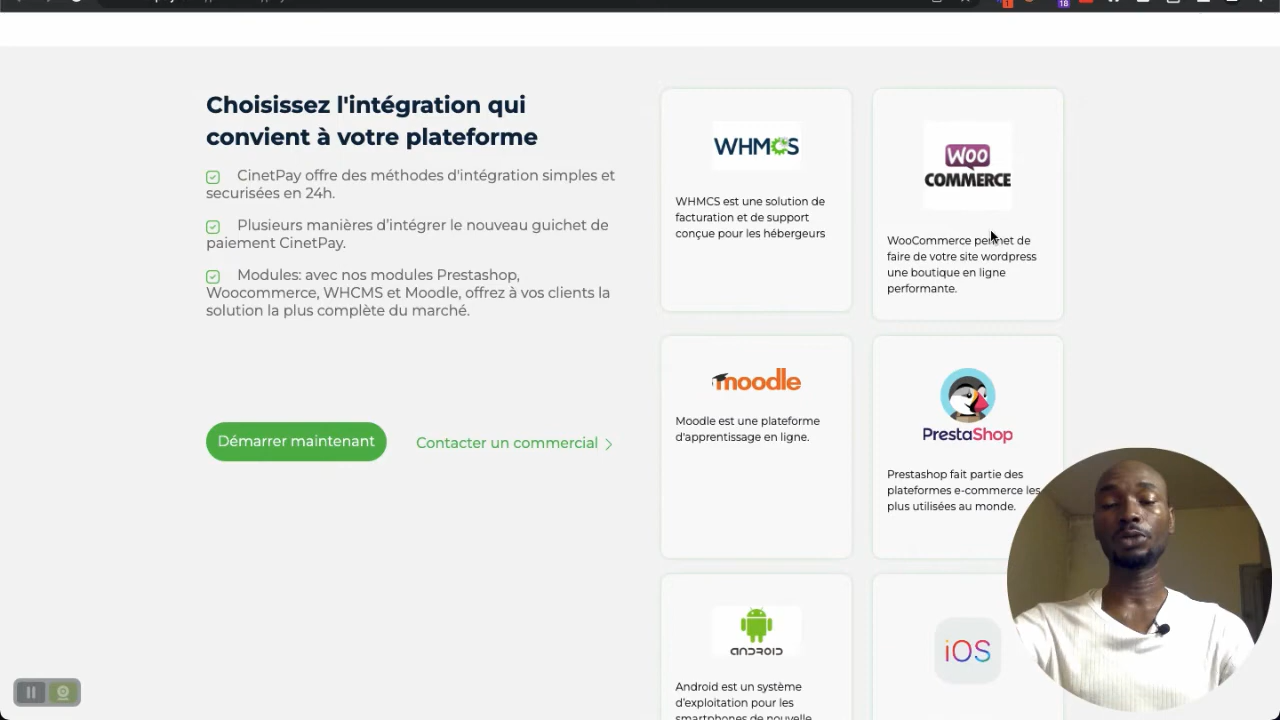 1
18
Choisissez l'intégration qui
convient à votre plateforme
CinetPay offre des méthodes d'intégration simples et
securisées en 24h.
Plusieurs manières d'intégrer le nouveau guichet de
paiement CinetPay.
Modules: avec nos modules Prestashop,
Woocommerce, WHCMS et Moodle, offrez à vos clients la
solution la plus complète du marché.
Démarrer maintenant
Contacter un commercial
WHMCS
WHMCS est une solution de
facturation et de support
conçue pour les hébergeurs
WOO
COMMERCE
WooCommerce permet de
faire de votre site wordpress
une boutique en ligne
performante.
moodle
Moodle est une plateforme
d'apprentissage en ligne.
PrestaShop
Prestashop fait partie des
plateformes e-commerce les
plus utilisées au monde.
ANDROID
Android est un système
d'exploitation pour les
smartphones de nouvelle
iOS